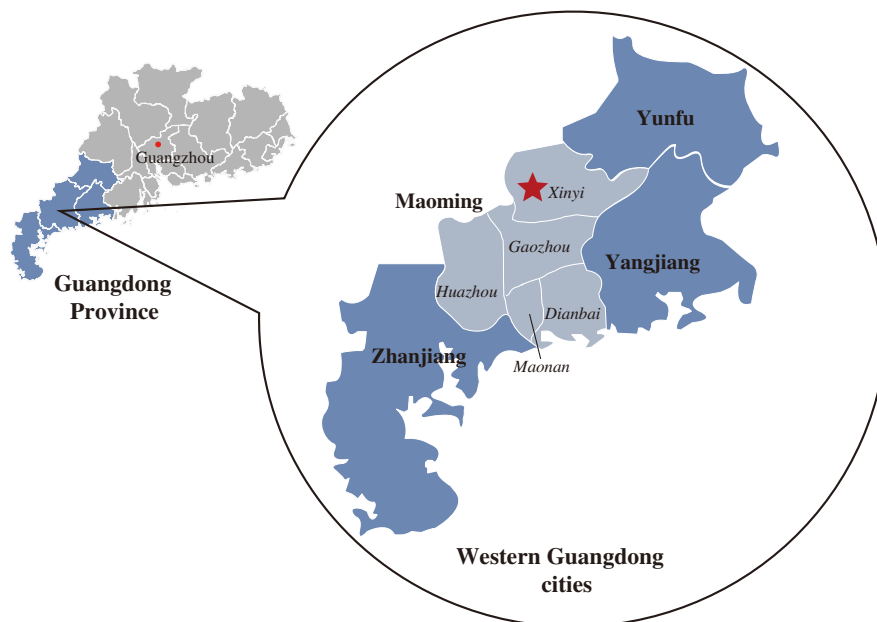 Guangzhou
Guangdong
Province
Yunfu
Maoming
Xinyi
Gaozhou
Yangjiang
Huazhou
Dianbai
Zhanjiang
Maonan
Western Guangdong
cities